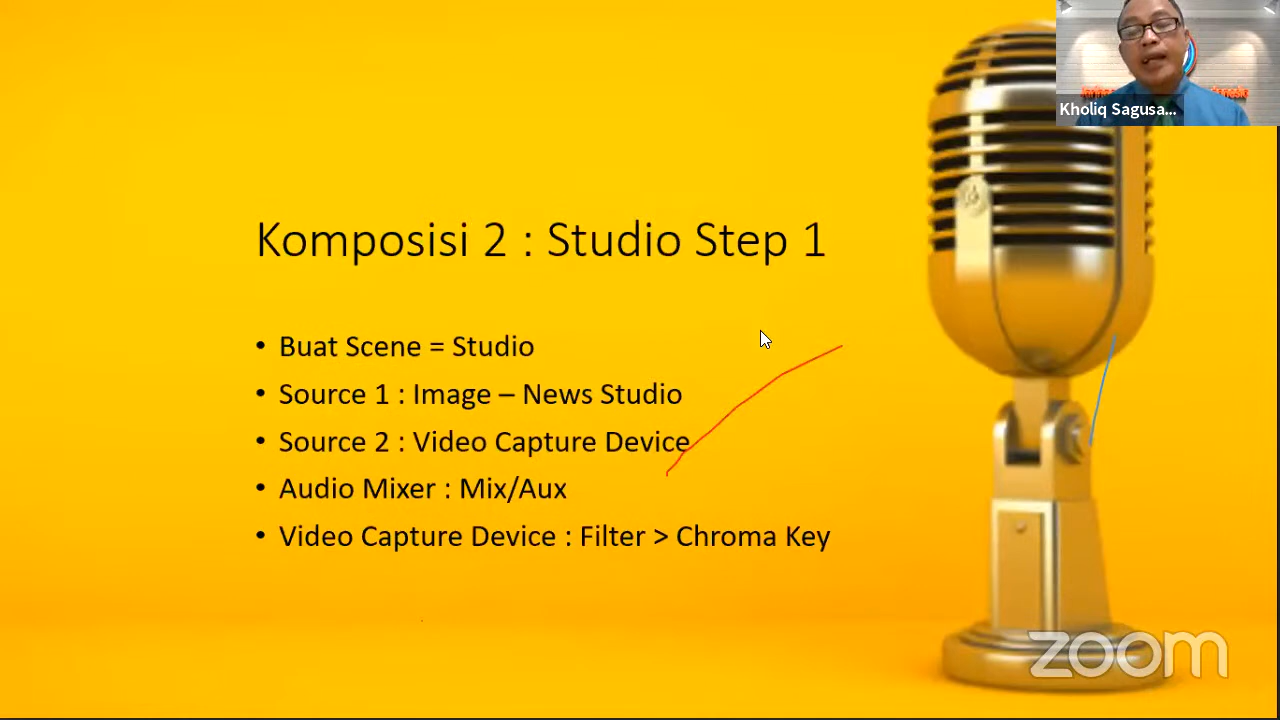 Kholiq Sagusa...
Komposisi 2 : Studio Step 1
• Buat Scene = Studio
• Source 1 : Image – News Studio
• Source 2 : Video Capture Device
• Audio Mixer : Mix/Aux
• Video Capture Device : Filter > Chroma Key
zoom